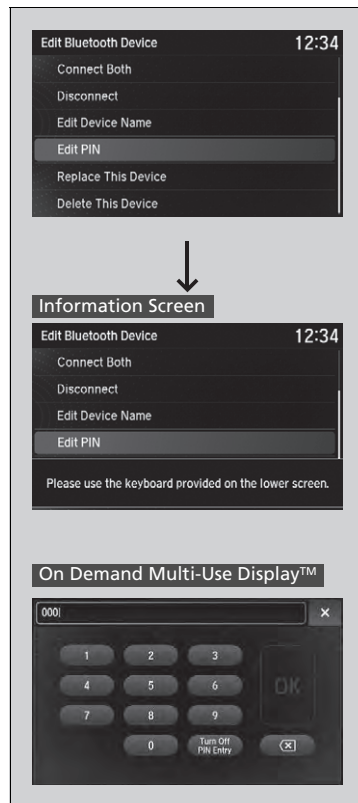 Edit Bluetooth Device 12:34
Connect Both
Disconnect
Edit Device Name
Edit PIN
Replace This Device
Delete This Device
Information Screen
Edit Bluetooth Device 12:34
Connect Both
Disconnect
Edit Device Name
Edit PIN
Please use the keyboard provided on the lower screen.
On Demand Multi-Use Display™
000 ×
1 2 3
4 5 6 OK
7 8 9
0 Turn Off
PIN Entry